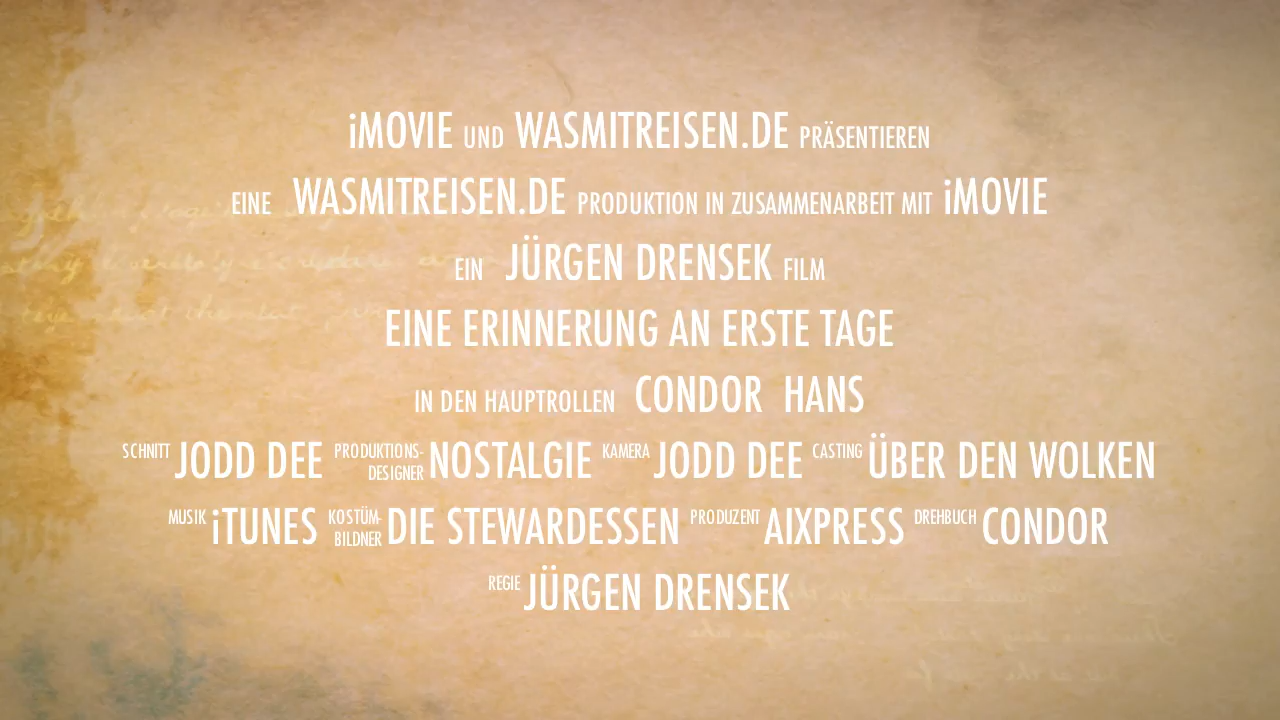 iMOVIE UND WASMITREISEN.DE PRÄSENTIEREN
EINE WASMITREISEN.DE PRODUKTION IN ZUSAMMENARBEIT MIT iMOVIE
EIN JÜRGEN DRENSEK FILM
EINE ERINNERUNG AN ERSTE TAGE
IN DEN HAUPTROLLEN CONDOR HANS
SCHNITT JODD DEE PRODUKTIONS-DESIGNER NOSTALGIE KAMERA JODD DEE CASTING ÜBER DEN WOLKEN
MUSIK iTUNES KOSTÜM-BILDNER DIE STEWARDESSEN PRODUZENT AIXPRESS DREHBUCH CONDOR
REGIE JÜRGEN DRENSEK